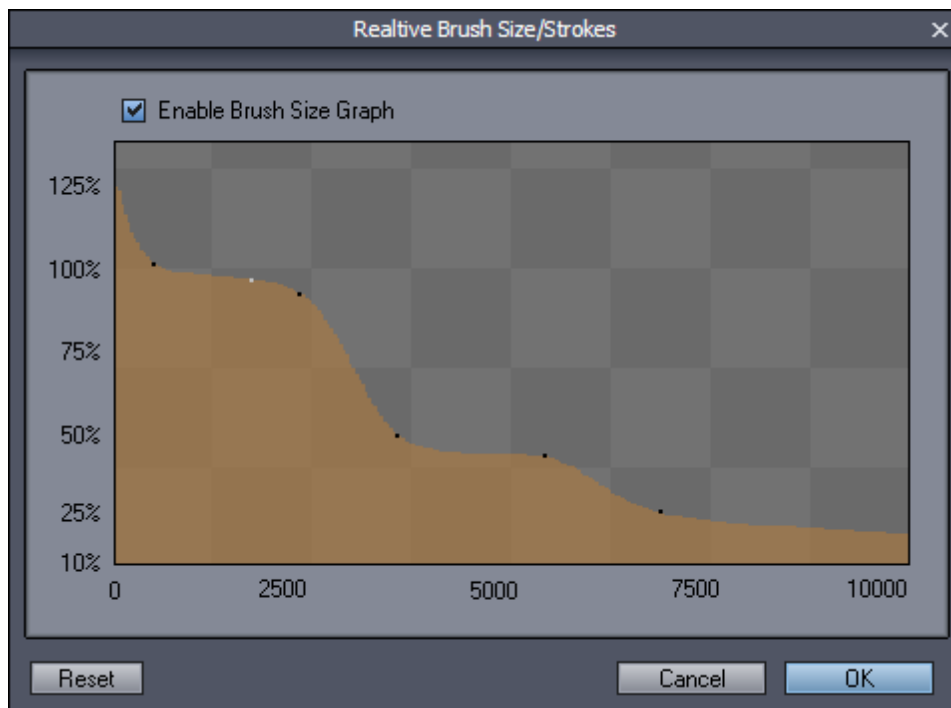 Realtive Brush Size/Strokes
Enable Brush Size Graph
125%
100%
75%
50%
25%
10%
0 2500 5000 7500 10000
Reset Cancel OK